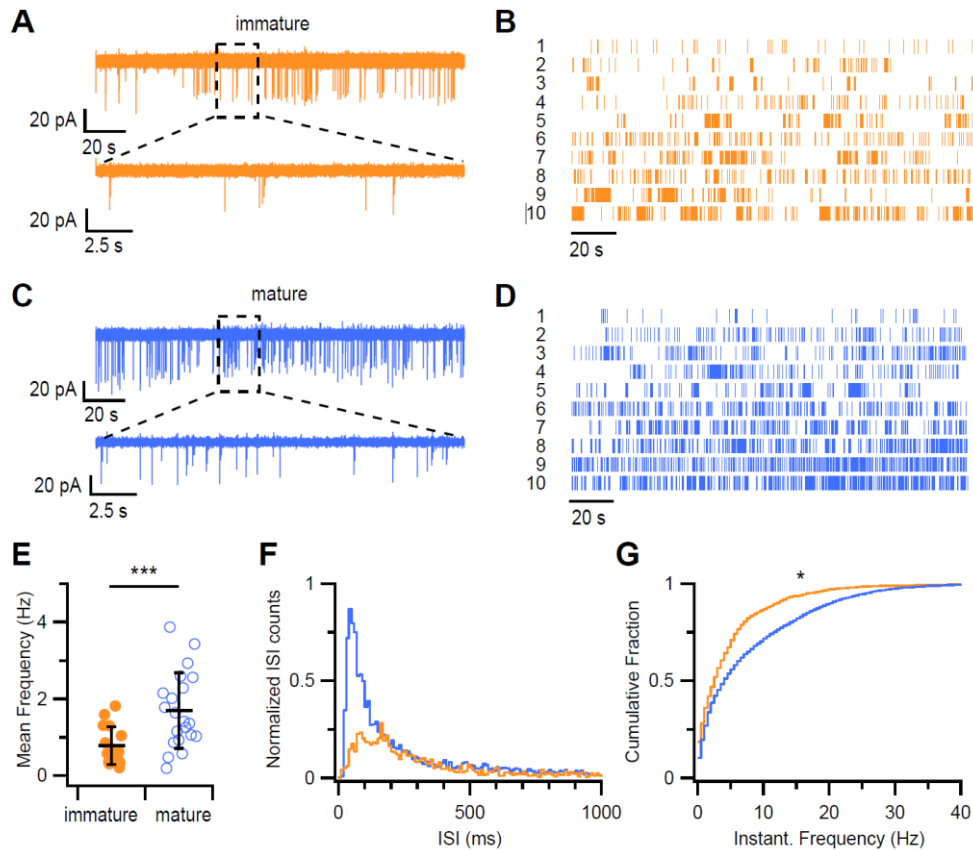 A
immature
20 pA
20 s
20 pA
2.5 s
B
1
2
3
4
5
6
7
8
9
10
20 s
C
mature
20 pA
20 s
20 pA
2.5 s
D
1
2
3
4
5
6
7
8
9
10
20 s
E
***
Mean Frequency (Hz)
4
2
0
immature
mature
F
Normalized ISI counts
1
0.5
0
0
500
1000
ISI (ms)
G
*
Cumulative Fraction
1
0.5
0
0
10
20
30
40
Instant. Frequency (Hz)